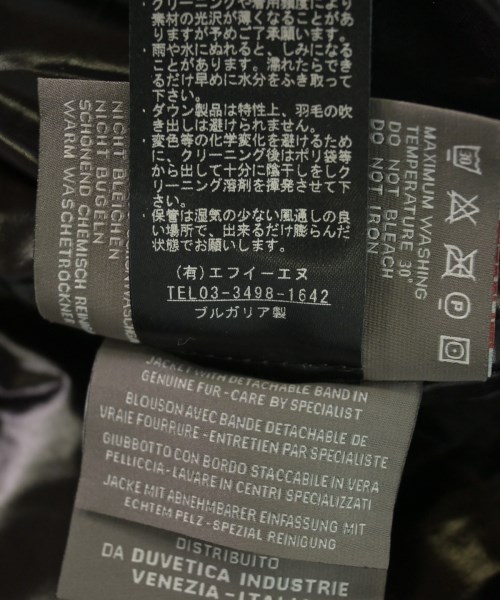 ・クリーニングや着用頻度により
素材の光沢が薄くなることがあ
りますが予めご了承願います。
・雨や水にぬれると、しみになる
ことがあります。濡れたらでき
るだけ早めに水分をふき取って
下さい。
・ダウン製品は特性上、羽毛の吹
き出しは避けられません。
・変色等の化学変化を避けるため
に、クリーニング後はポリ袋等
から出して十分に陰干しをしク
リーニング溶剤を揮発させて下
さい。
・保管は湿気の少ない風通しの良
い場所で、出来るだけ膨らんだ
状態でお願いします。
(有)エフイーエヌ
TEL03-3498-1642
ブルガリア製
MAXIMUM WASHING
TEMPERATURE 30°
DO NOT BLEACH
DO NOT IRON
30
P
NICHT BLEICHEN
NICHT BUGELN
SCHONEND CHEMISCH REINIGEN
WARM WASCHETROCKNER
JACKET WITH DETACHABLE BAND IN
GENUINE FUR - CARE BY SPECIALIST
BLOUSON AVEC BANDE DETACHABLE DE
VRAIE FOURRURE - ENTRETIEN PAR SPECIALISTE
GIUBBOTTO CON BORDO STACCABILE IN VERA
PELLICCIA - LAVARE IN CENTRI SPECIALIZZATI
JACKE MIT ABNEHMBARER EINFASSUNG MIT
ECHTEM PELZ - SPEZIAL REINIGUNG
DISTRIBUITO
DA DUVETICA INDUSTRIE
VENEZIA - ITALI